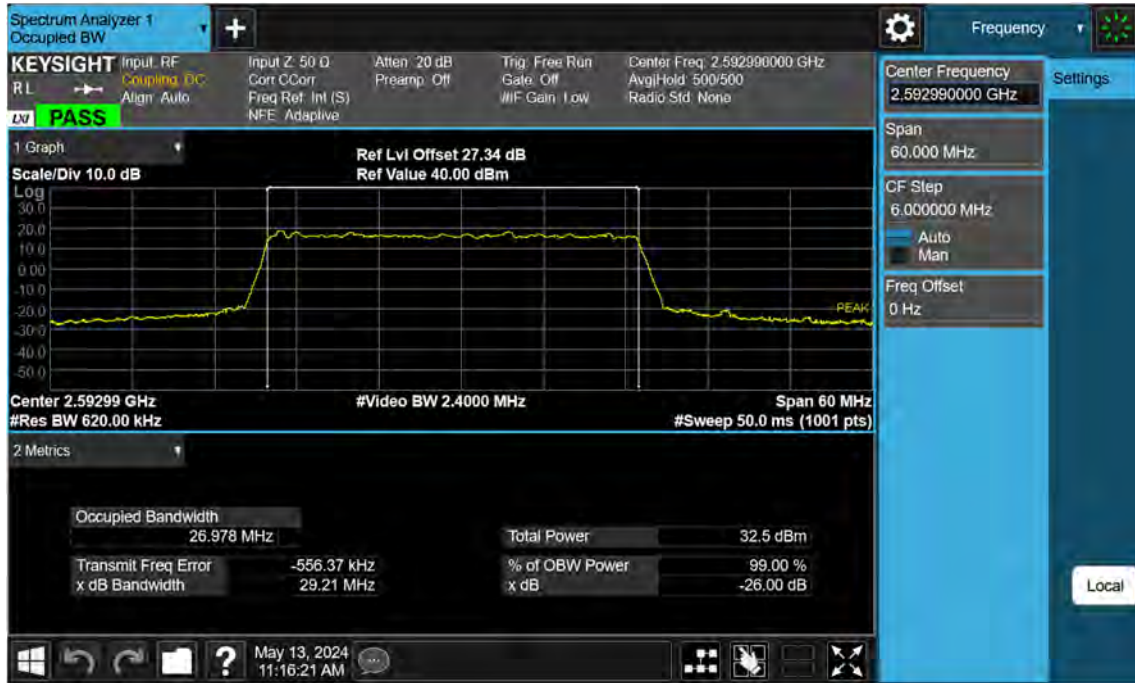 Spectrum Analyzer 1
Occupied BW
+
Frequency
KEYSIGHT
RL
LXI
PASS
Input: RF
Coupling: DC
Align: Auto
Input Z: 50 Ω
Corr CCorr
Freq Ref: Int (S)
NFE: Adaptive
Atten: 20 dB
Preamp: Off
Trig: Free Run
Gate: Off
#IF Gain: Low
Center Freq: 2.592990000 GHz
Avg|Hold: 500/500
Radio Std: None
Center Frequency
2.592990000 GHz
Settings
Span
60.000 MHz
CF Step
6.000000 MHz
Auto
Man
Freq Offset
0 Hz
1 Graph
Scale/Div 10.0 dB
Ref Lvl Offset 27.34 dB
Ref Value 40.00 dBm
Log
30.0
20.0
10.0
0.00
-10.0
-20.0
-30.0
-40.0
-50.0
PEAK
Center 2.59299 GHz
#Video BW 2.4000 MHz
Span 60 MHz
#Res BW 620.00 kHz
#Sweep 50.0 ms (1001 pts)
2 Metrics
Occupied Bandwidth
26.978 MHz
Total Power 32.5 dBm
Transmit Freq Error -556.37 kHz
% of OBW Power 99.00 %
x dB Bandwidth 29.21 MHz
x dB -26.00 dB
Local
?
May 13, 2024
11:16:21 AM